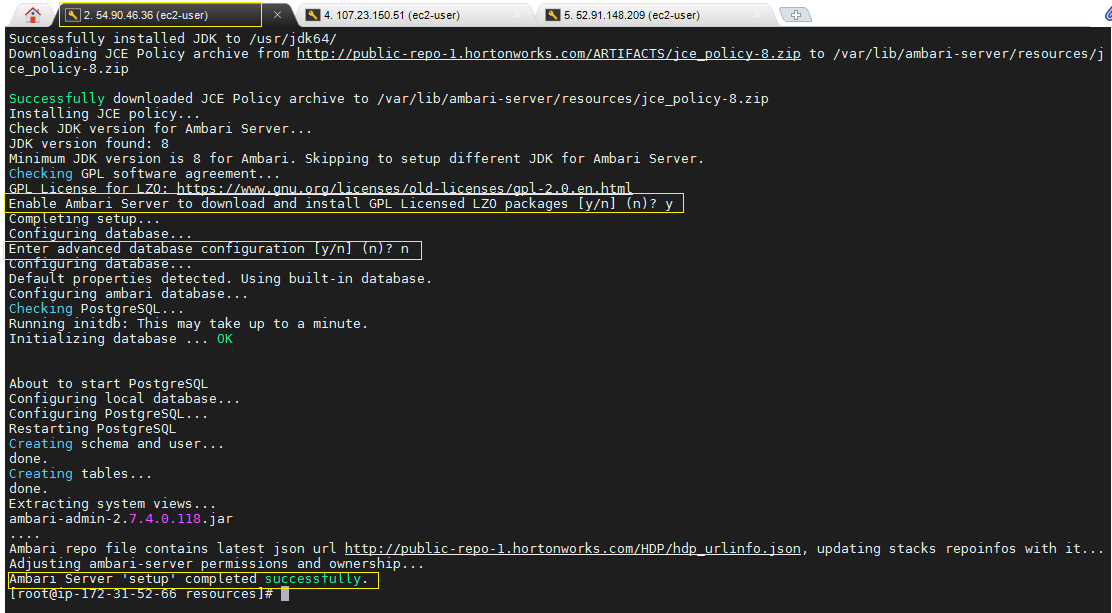 2. 54.90.46.36 (ec2-user)
4. 107.23.150.51 (ec2-user)
5. 52.91.148.209 (ec2-user)
Successfully installed JDK to /usr/jdk64/
Downloading JCE Policy archive from http://public-repo-1.hortonworks.com/ARTIFACTS/jce_policy-8.zip to /var/lib/ambari-server/resources/j
ce_policy-8.zip
Successfully downloaded JCE Policy archive to /var/lib/ambari-server/resources/jce_policy-8.zip
Installing JCE policy...
Check JDK version for Ambari Server...
JDK version found: 8
Minimum JDK version is 8 for Ambari. Skipping to setup different JDK for Ambari Server.
Checking GPL software agreement...
GPL License for LZO: https://www.gnu.org/licenses/old-licenses/gpl-2.0.en.html
Enable Ambari Server to download and install GPL Licensed LZO packages [y/n] (n)? y
Completing setup...
Configuring database...
Enter advanced database configuration [y/n] (n)? n
Configuring database...
Default properties detected. Using built-in database.
Configuring ambari database...
Checking PostgreSQL...
Running initdb: This may take up to a minute.
Initializing database ... OK
About to start PostgreSQL
Configuring local database...
Configuring PostgreSQL...
Restarting PostgreSQL
Creating schema and user...
done.
Creating tables...
done.
Extracting system views...
ambari-admin-2.7.4.0.118.jar
....
Ambari repo file contains latest json url http://public-repo-1.hortonworks.com/HDP/hdp_urlinfo.json, updating stacks repoinfos with it...
Adjusting ambari-server permissions and ownership...
Ambari Server 'setup' completed successfully.
[root@ip-172-31-52-66 resources]#